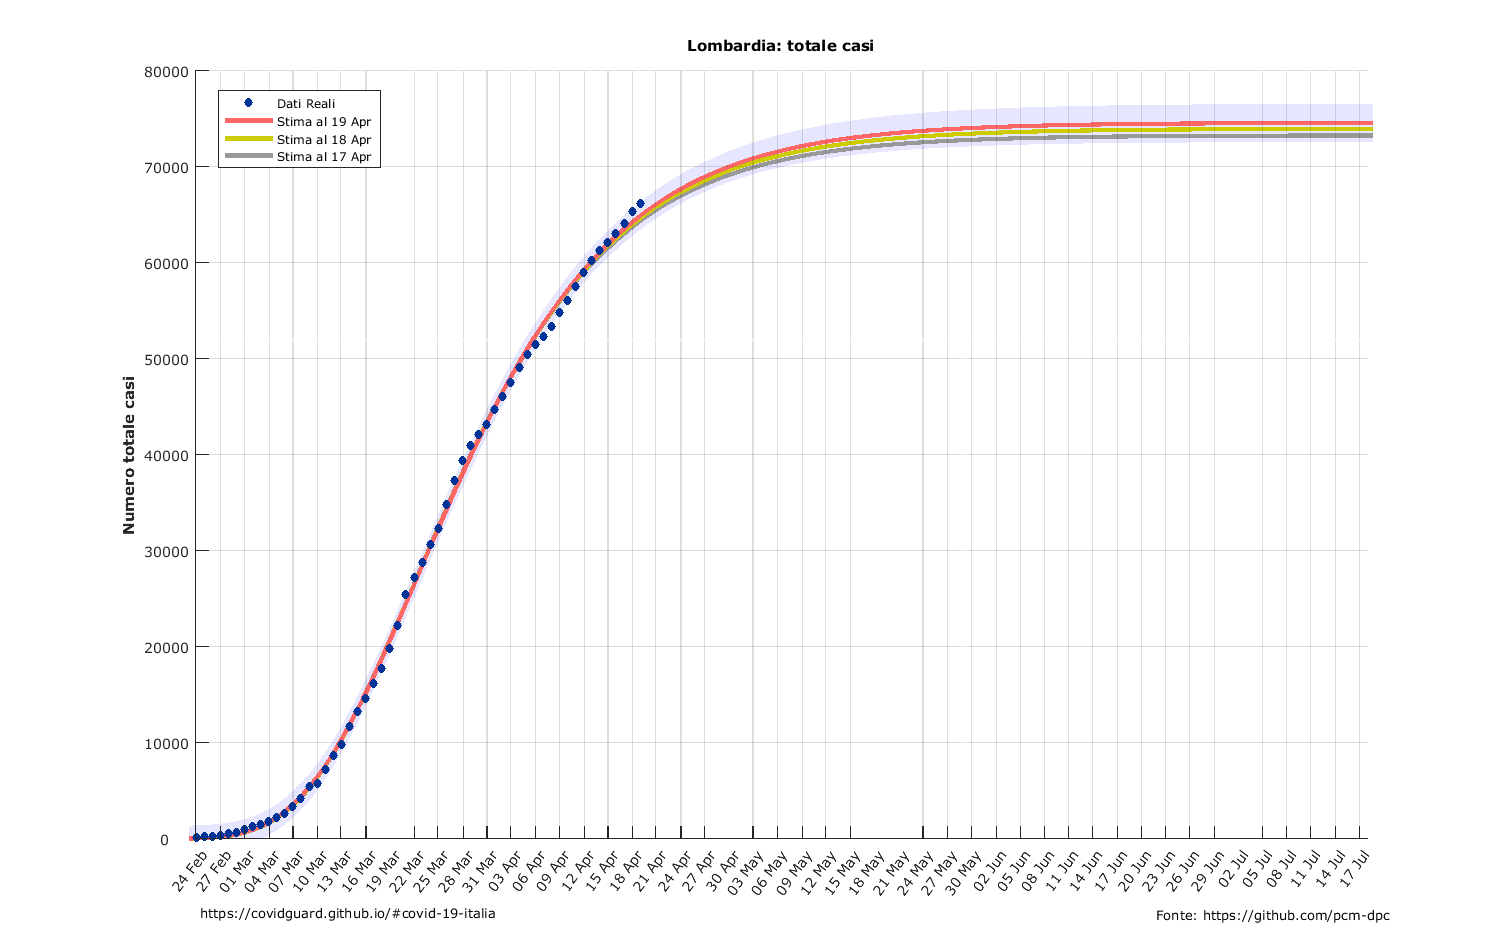 Lombardia: totale casi
80000
70000
60000
50000
40000
30000
20000
10000
0
Numero totale casi
Dati Reali
Stima al 19 Apr
Stima al 18 Apr
Stima al 17 Apr
24 Feb
27 Feb
01 Mar
04 Mar
07 Mar
10 Mar
13 Mar
16 Mar
19 Mar
22 Mar
25 Mar
28 Mar
31 Mar
03 Apr
06 Apr
09 Apr
12 Apr
15 Apr
18 Apr
21 Apr
24 Apr
27 Apr
30 Apr
03 May
06 May
09 May
12 May
15 May
18 May
21 May
24 May
27 May
30 May
02 Jun
05 Jun
08 Jun
11 Jun
14 Jun
17 Jun
20 Jun
23 Jun
26 Jun
29 Jun
02 Jul
05 Jul
08 Jul
11 Jul
14 Jul
17 Jul
https://covidguard.github.io/#covid-19-italia
Fonte: https://github.com/pcm-dpc